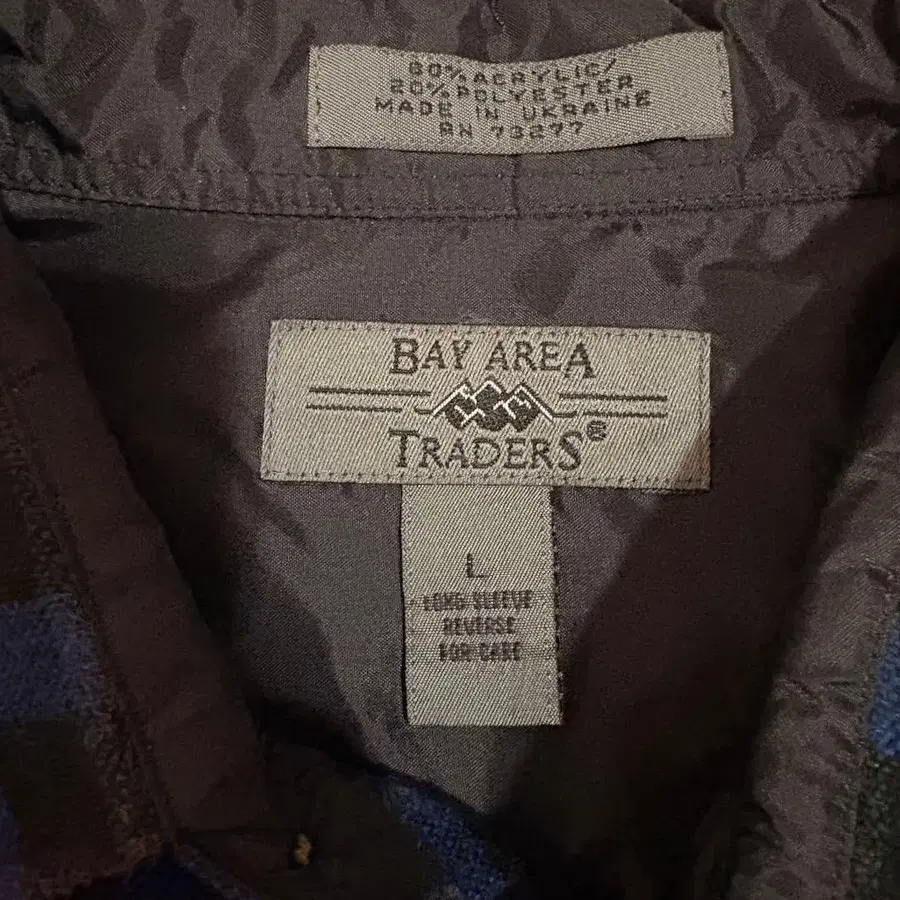 80% ACRYLIC/
20% POLYESTER
MADE IN UKRAINE
RN 73277
BAY AREA
TRADERS®
L
LONG SLEEVE
REVERSE
FOR CARE